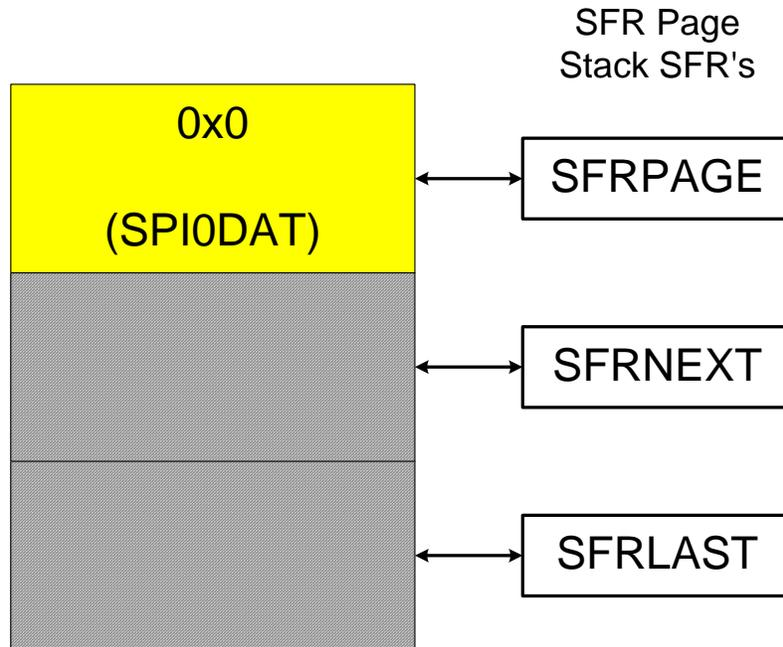 SFR Page
Stack SFR's
0x0
(SPI0DAT)
SFRPAGE
SFRNEXT
SFRLAST